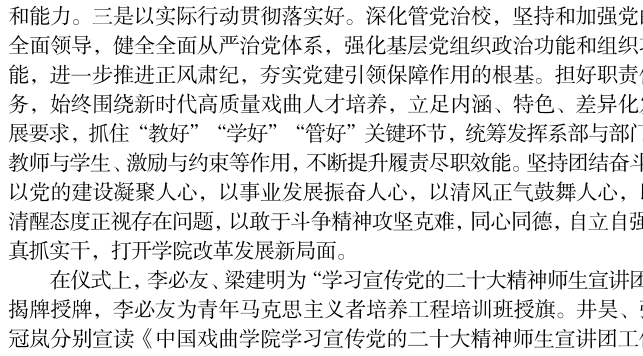 和能力。三是以实际行动贯彻落实好。深化管党治校，坚持和加强党
全面领导，健全全面从严治党体系，强化基层党组织政治功能和组织
能，进一步推进正风肃纪，夯实党建引领保障作用的根基。担好职责
务，始终围绕新时代高质量戏曲人才培养，立足内涵、特色、差异化
展要求，抓住“教好”“学好”“管好”关键环节，统筹发挥系部与部门
教师与学生、激励与约束等作用，不断提升履责尽职效能。坚持团结奋斗
以党的建设凝聚人心，以事业发展振奋人心，以清风正气鼓舞人心，
清醒态度正视存在问题，以敢于斗争精神攻坚克难，同心同德，自立自强
真抓实干，打开学院改革发展新局面。
在仪式上，李必友、梁建明为“学习宣传党的二十大精神师生宣讲团
揭牌授牌，李必友为青年马克思主义者培养工程培训班授旗。井昊、
冠岚分别宣读《中国戏曲学院学习宣传党的二十大精神师生宣讲团工